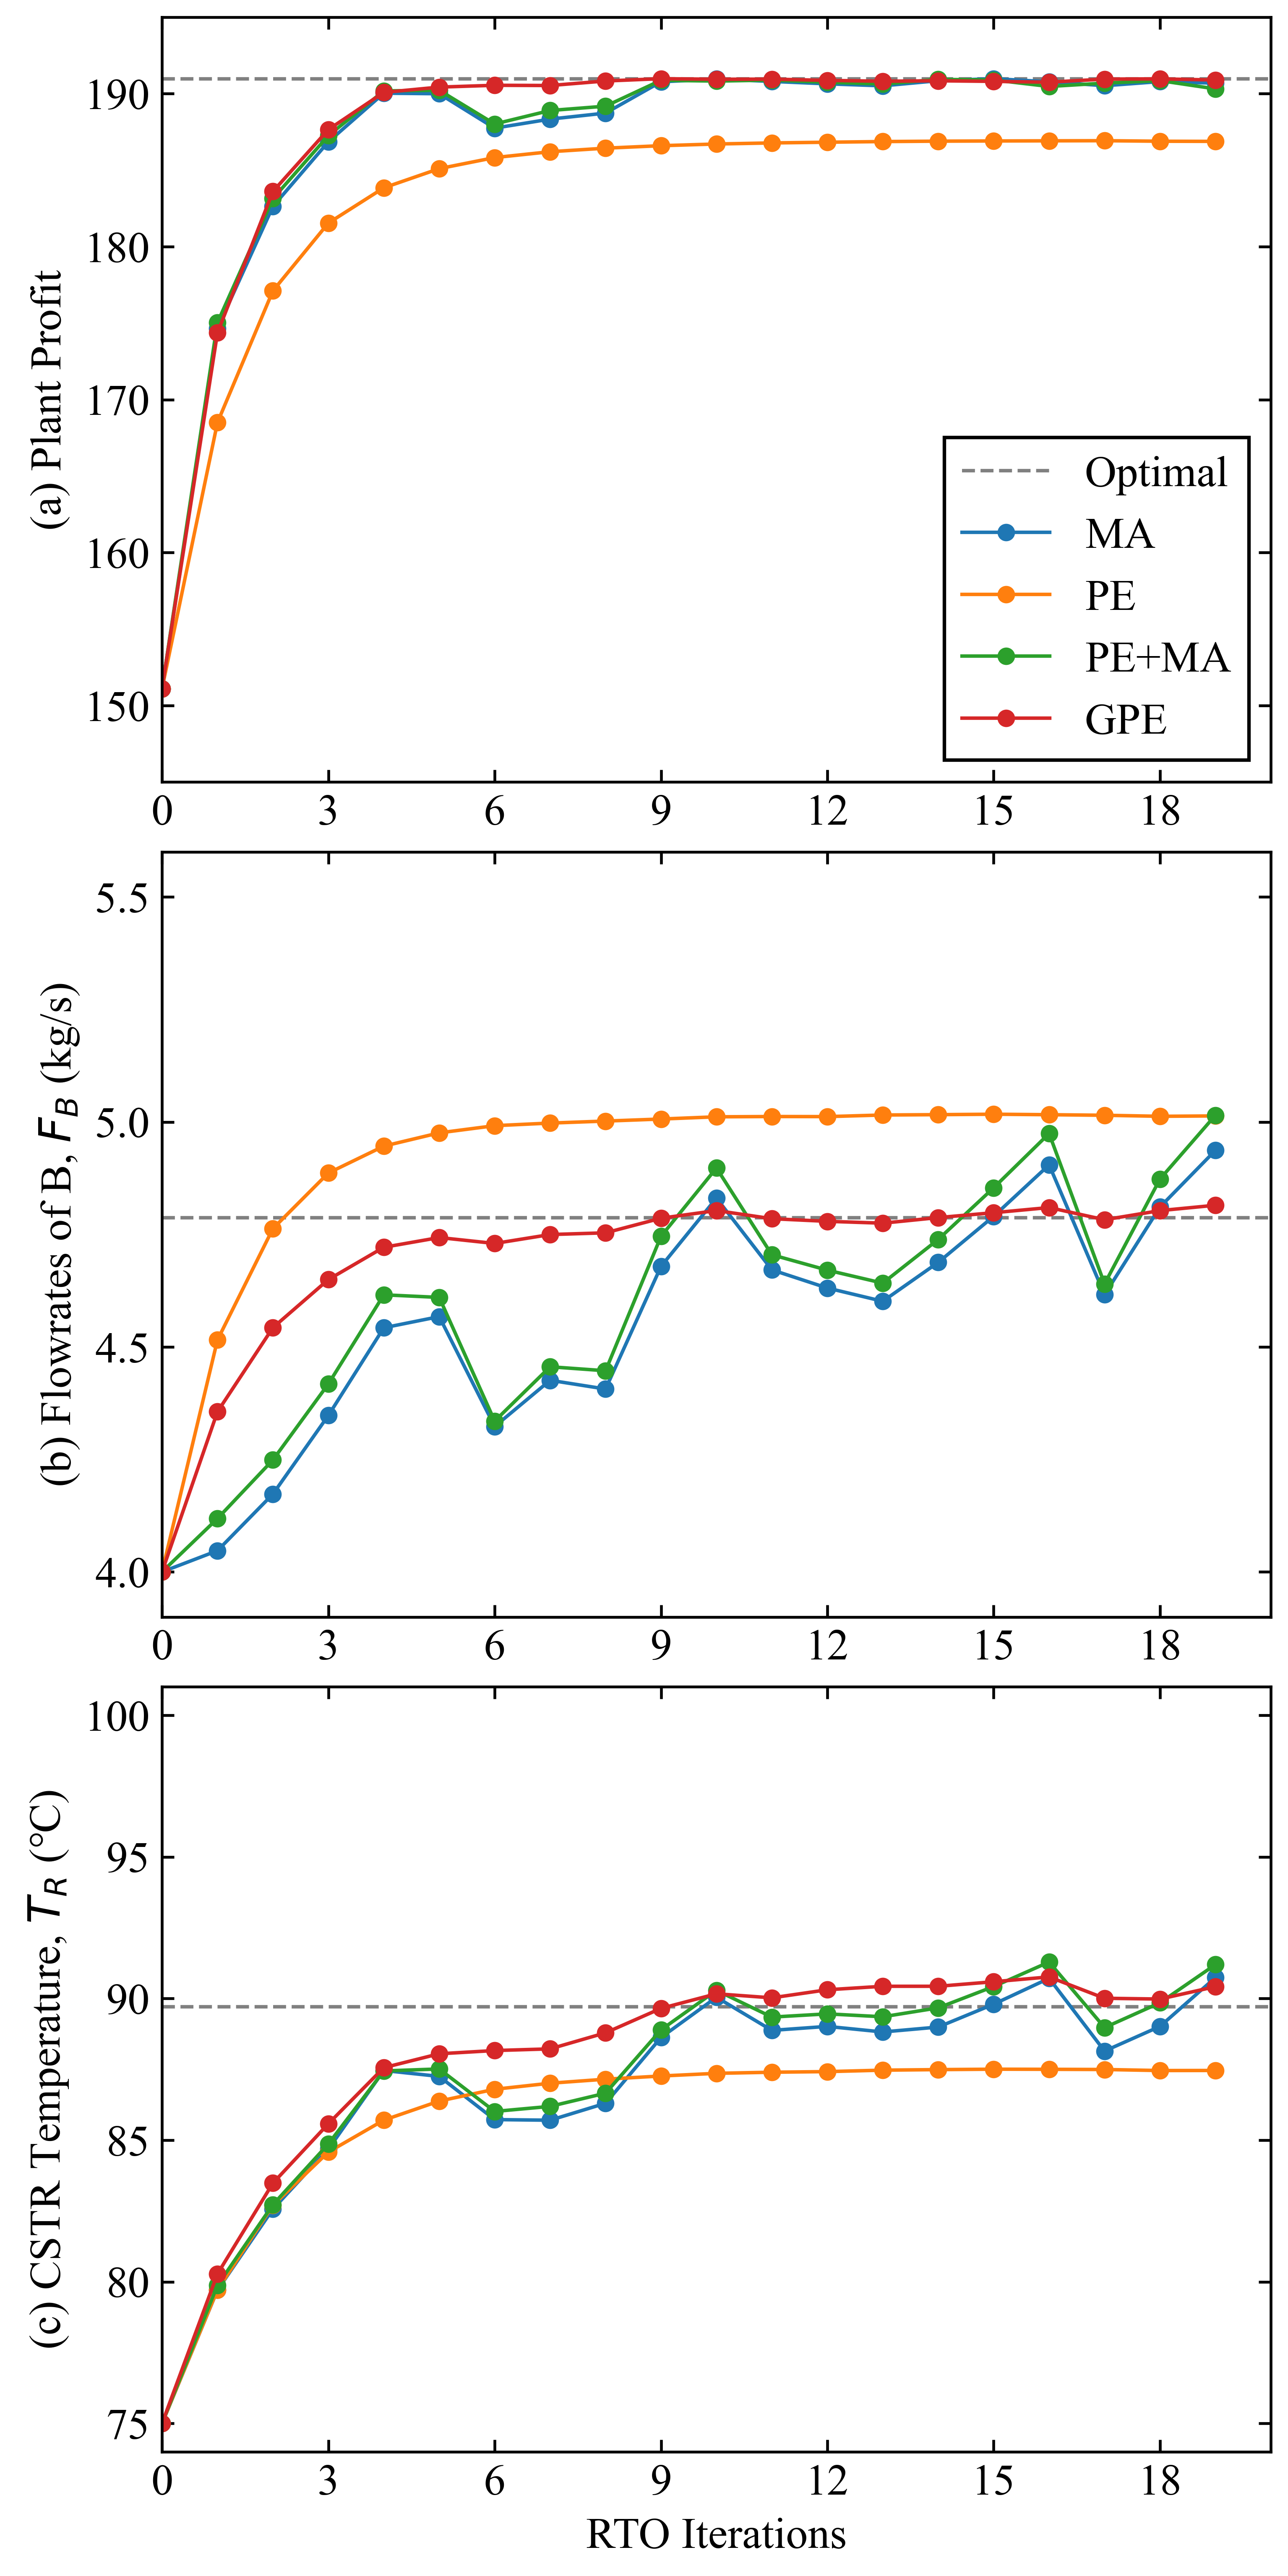 (a) Plant Profit
190
180
170
160
150
Optimal
MA
PE
PE+MA
GPE
0 3 6 9 12 15 18
(b) Flowrates of B, F_B (kg/s)
5.5
5.0
4.5
4.0
0 3 6 9 12 15 18
(c) CSTR Temperature, T_R (°C)
100
95
90
85
80
75
0 3 6 9 12 15 18
RTO Iterations